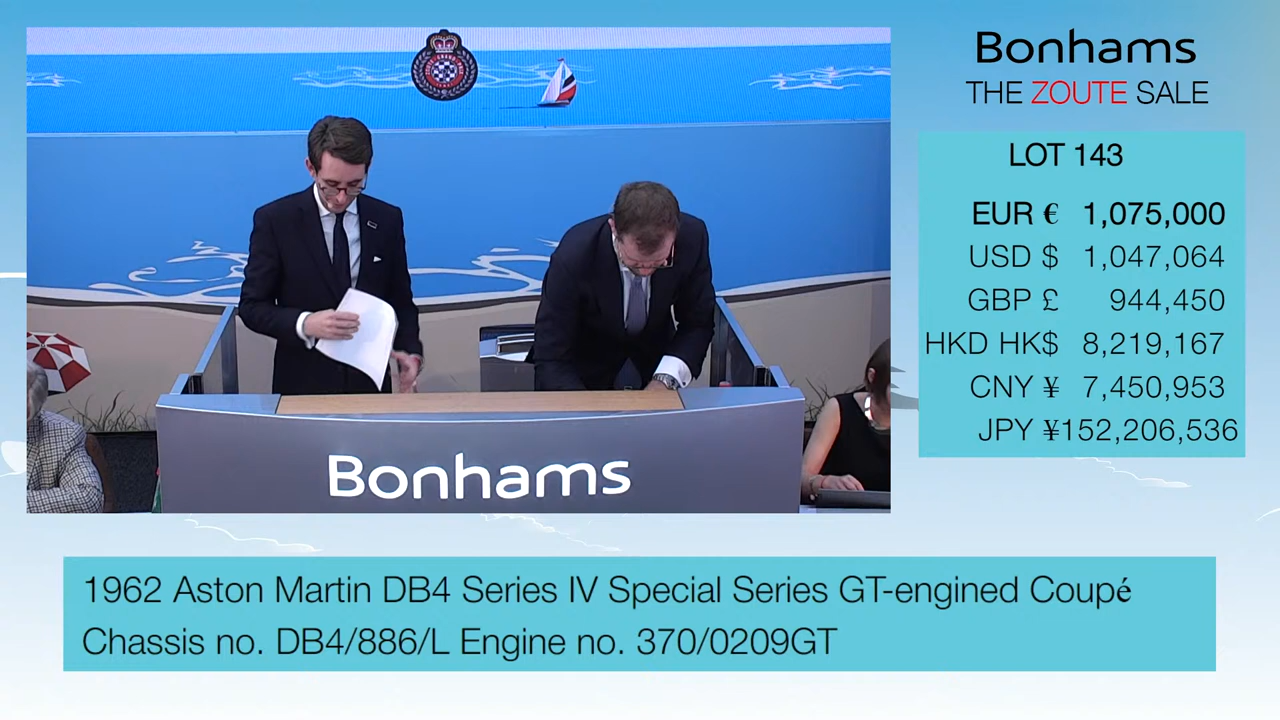 Bonhams
THE ZOUTE SALE
LOT 143
EUR € 1,075,000
USD $ 1,047,064
GBP £ 944,450
HKD HK$ 8,219,167
CNY ¥ 7,450,953
JPY ¥152,206,536
Bonhams
1962 Aston Martin DB4 Series IV Special Series GT-engined Coupé
Chassis no. DB4/886/L Engine no. 370/0209GT